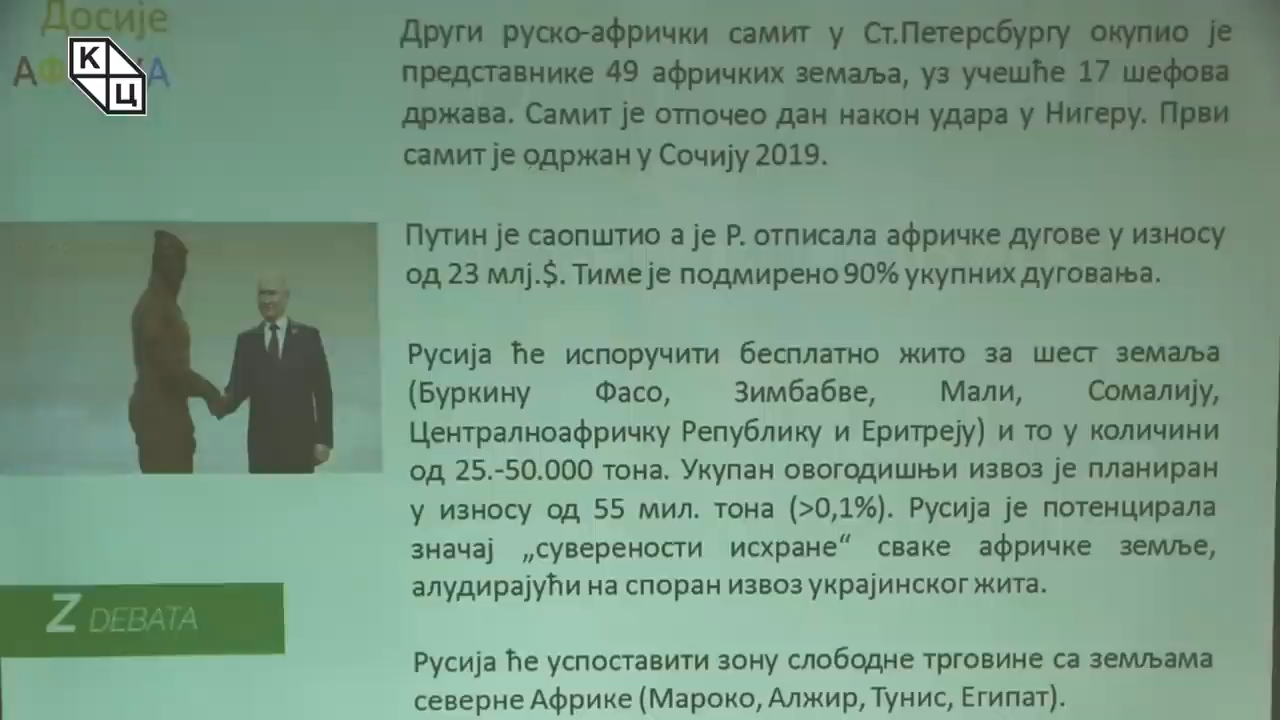 Досије
К
Ц
Други руско-афрички самит у Ст.Петерсбургу окупио је
представнике 49 афричких земаља, уз учешће 17 шефова
држава. Самит је отпочео дан након удара у Нигеру. Први
самит је одржан у Сочију 2019.
Путин је саопштио а је Р. отписала афричке дугове у износу
од 23 млј.$. Тиме је подмирено 90% укупних дуговања.
Русија ће испоручити бесплатно жито за шест земаља
(Буркину Фасо, Зимбабве, Мали, Сомалију,
Централноафричку Републику и Еритреју) и то у количини
од 25.-50.000 тона. Укупан овогодишњи извоз је планиран
у износу од 55 мил. тона (>0,1%). Русија је потенцирала
значај „суверености исхране“ сваке афричке земље,
алудирајући на споран извоз украјинског жита.
Z DEBATA
Русија ће успоставити зону слободне трговине са земљама
северне Африке (Мароко, Алжир, Тунис, Египат).